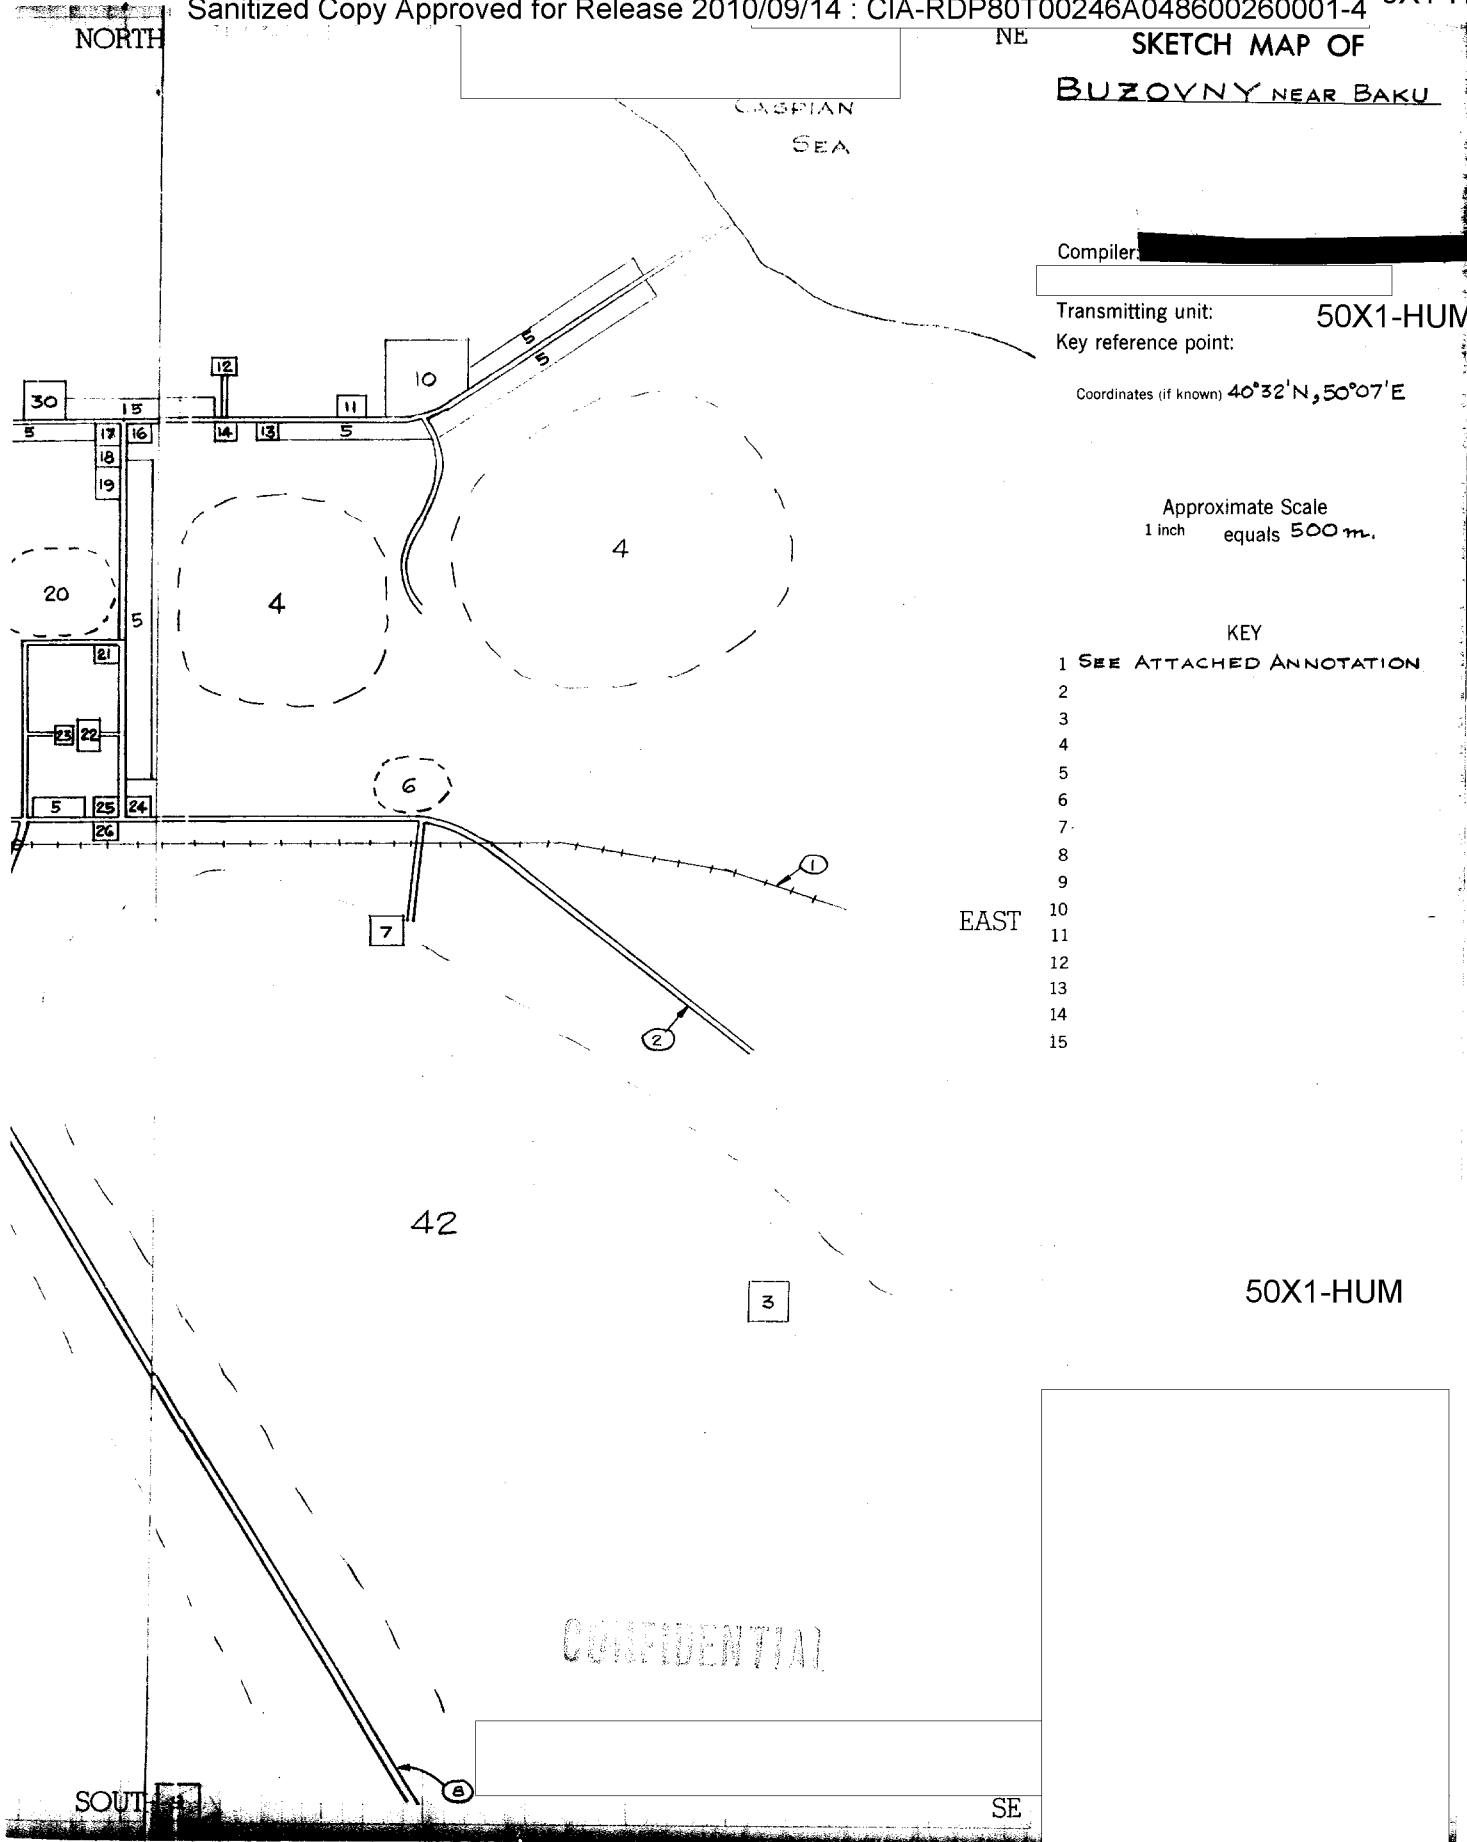 Sanitized Copy Approved for Release 2010/09/14 : CIA-RDP80T00246A048600260001-4
NORTH
NE
SKETCH MAP OF
BUZOVNY NEAR BAKU
CASPIAN
SEA
Compiler:
Transmitting unit:
50X1-HUM
Key reference point:
Coordinates (if known) 40°32'N, 50°07'E
Approximate Scale
1 inch equals 500 m.
KEY
1 SEE ATTACHED ANNOTATION
2
3
4
5
6
7
8
9
10
11
12
13
14
15
5
5
12
10
30
15
11
5
17
16
14
13
5
18
19
4
4
20
5
21
23
22
6
5
25
24
26
1
7
EAST
2
42
3
50X1-HUM
CONFIDENTIAL
8
SOUTH
SE